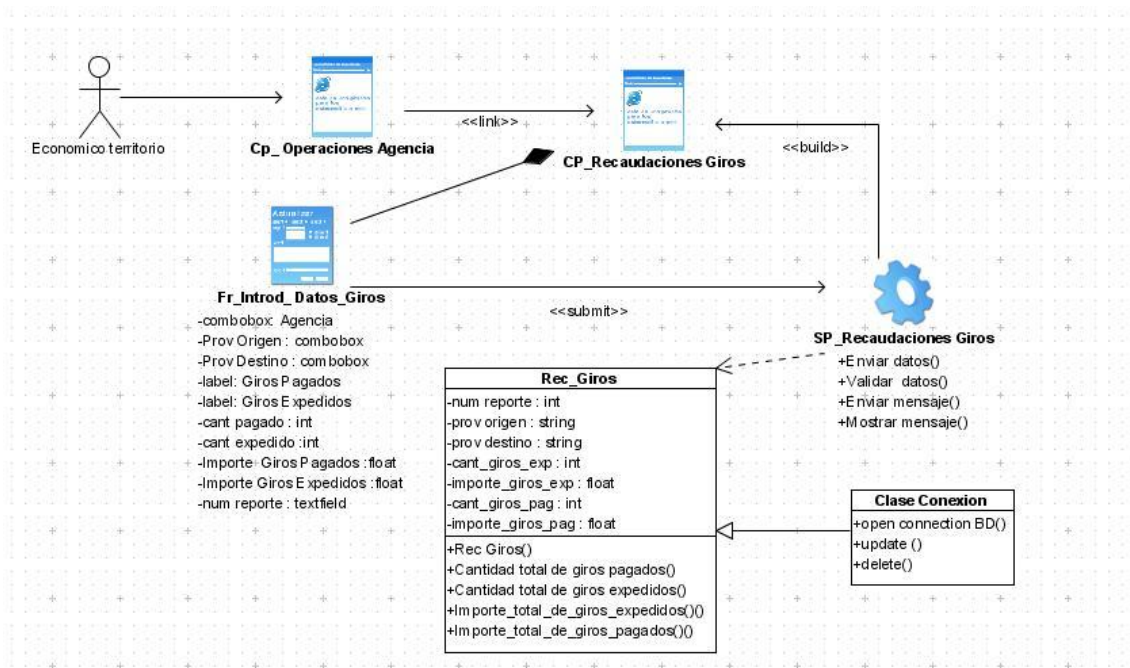 Economico territorio
Cp_ Operaciones Agencia
<<link>>
CP_Recaudaciones Giros
<<build>>
Actualizar
Fr_Introd_ Datos_Giros
-combobox: Agencia
-Prov Origen : combobox
-Prov Destino : combobox
-label: Giros Pagados
-label: Giros Expedidos
-cant pagado : int
-cant expedido :int
-Importe Giros Pagados :float
-Importe Giros Expedidos :float
-num reporte : textfield
<<submit>>
SP_Recaudaciones Giros
+Enviar datos()
+Validar datos()
+Enviar mensaje()
+Mostrar mensaje()
Rec_Giros
-num reporte : int
-prov origen : string
-prov destino : string
-cant_giros_exp : int
-importe_giros_exp : float
-cant_giros_pag : int
-importe_giros_pag : float
+Rec Giros()
+Cantidad total de giros pagados()
+Cantidad total de giros expedidos()
+Importe_total_de_giros_expedidos()()
+Importe_total_de_giros_pagados()()
Clase Conexion
+open connection BD()
+update ()
+delete()